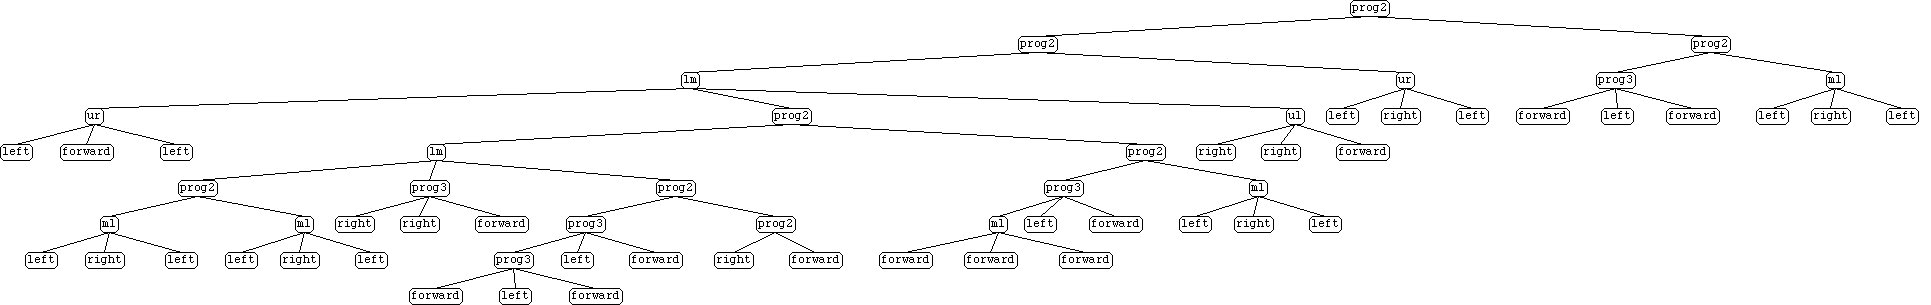 prog2
prog2 prog2
lm ur prog3 ml
ur prog2 ul left right left forward left forward left right left
left forward left lm prog2 right right forward
prog2 prog3 prog2 prog3 ml
ml ml right right forward prog3 prog2 ml left forward left right left
left right left left right left prog3 left forward right forward forward forward forward
forward left forward